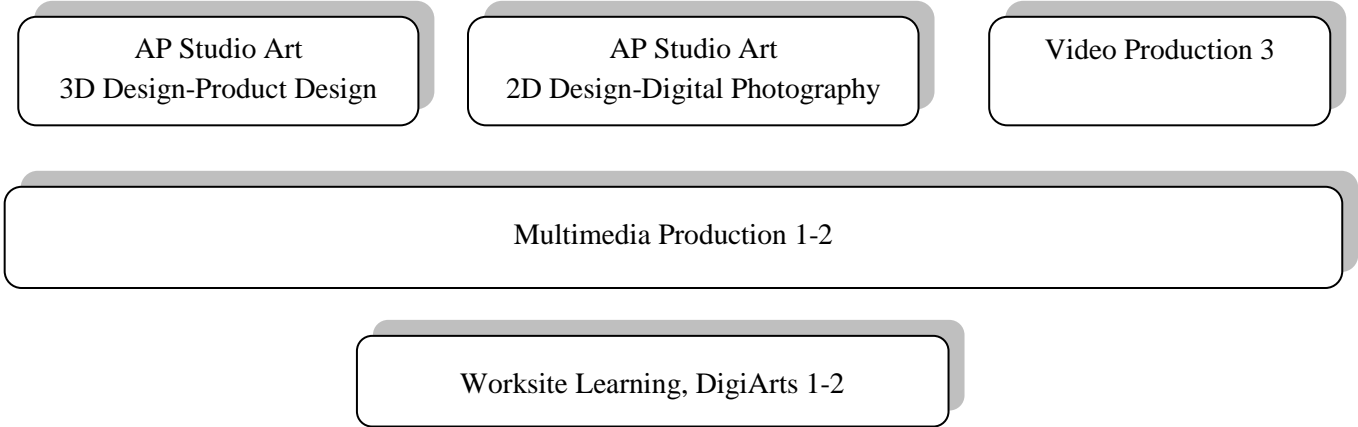 AP Studio Art
3D Design-Product Design
AP Studio Art
2D Design-Digital Photography
Video Production 3
Multimedia Production 1-2
Worksite Learning, DigiArts 1-2